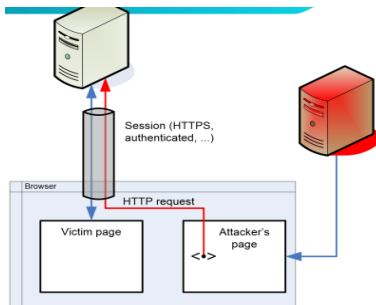 Session (HTTPS,
authenticated, ...)
Browser
HTTP request
Victim page
Attacker's
page
<·>